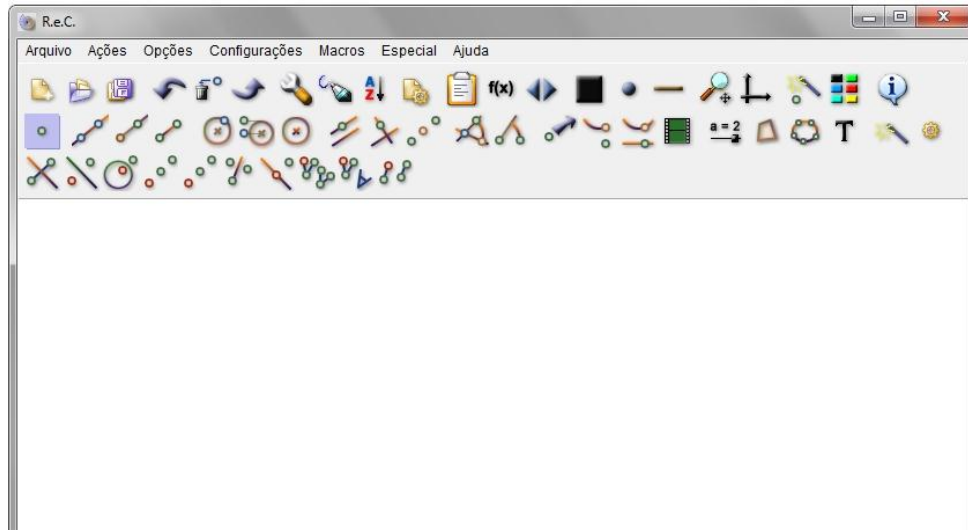 R.e.C.
Arquivo Ações Opções Configurações Macros Especial Ajuda
A Z f(x) i
a = 2 T